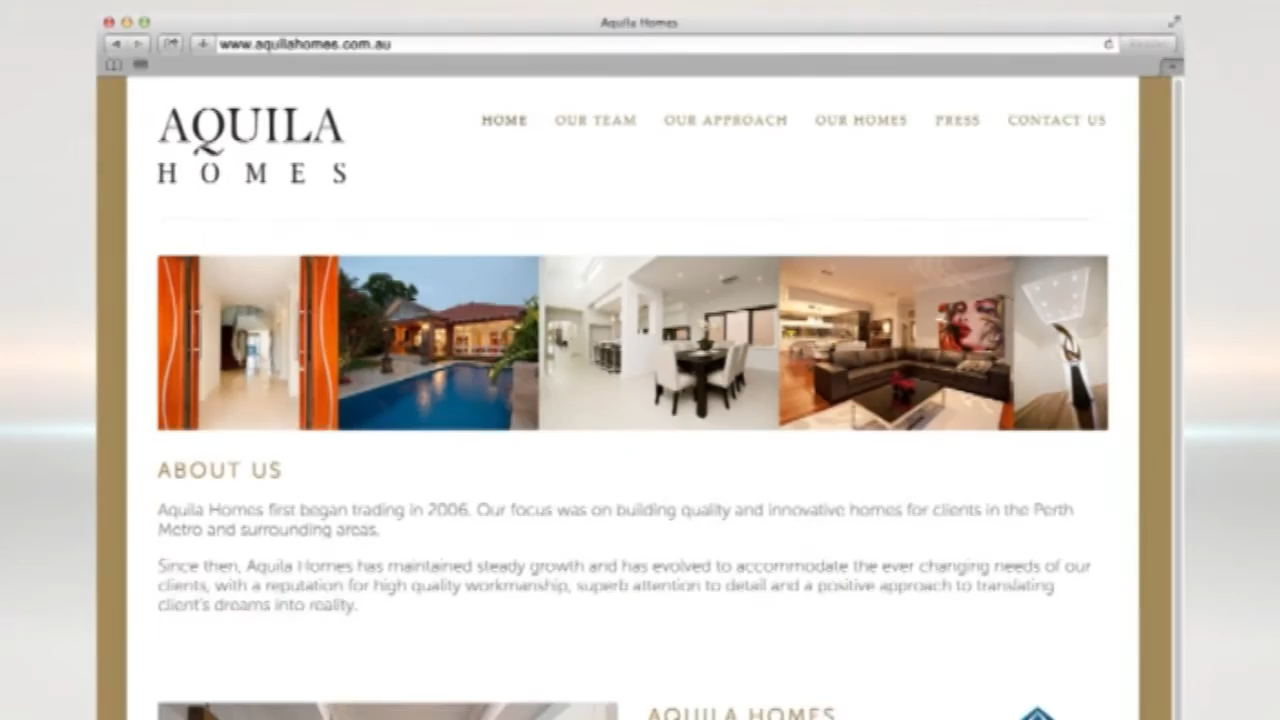 Aquila Homes
www.aquilahomes.com.au
AQUILA
HOMES
HOME OUR TEAM OUR APPROACH OUR HOMES PRESS CONTACT US
ABOUT US
Aquila Homes first began trading in 2006. Our focus was on building quality and innovative homes for clients in the Perth
Metro and surrounding areas.
Since then, Aquila Homes has maintained steady growth and has evolved to accommodate the ever changing needs of our
clients, with a reputation for high quality workmanship, superb attention to detail and a positive approach to translating
client's dreams into reality.
AQUILA HOMES